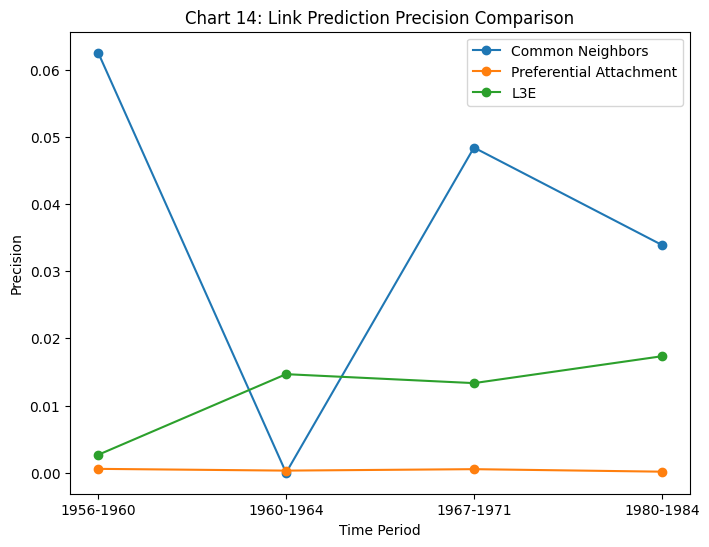 Chart 14: Link Prediction Precision Comparison
Common Neighbors
Preferential Attachment
L3E
Precision
0.06
0.05
0.04
0.03
0.02
0.01
0.00
1956-1960 1960-1964 1967-1971 1980-1984
Time Period